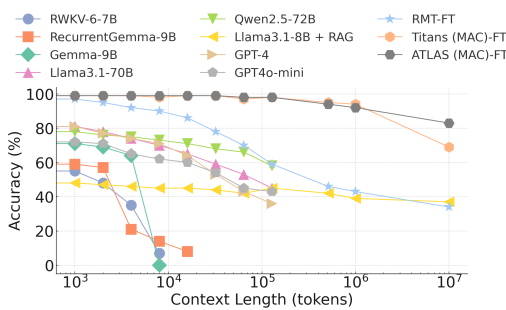 RWKV-6-7B Qwen2.5-72B RMT-FT
RecurrentGemma-9B Llama3.1-8B + RAG Titans (MAC)-FT
Gemma-9B GPT-4 ATLAS (MAC)-FT
Llama3.1-70B GPT4o-mini
100
80
60
40
20
0
Accuracy (%)
10³ 10⁴ 10⁵ 10⁶ 10⁷
Context Length (tokens)